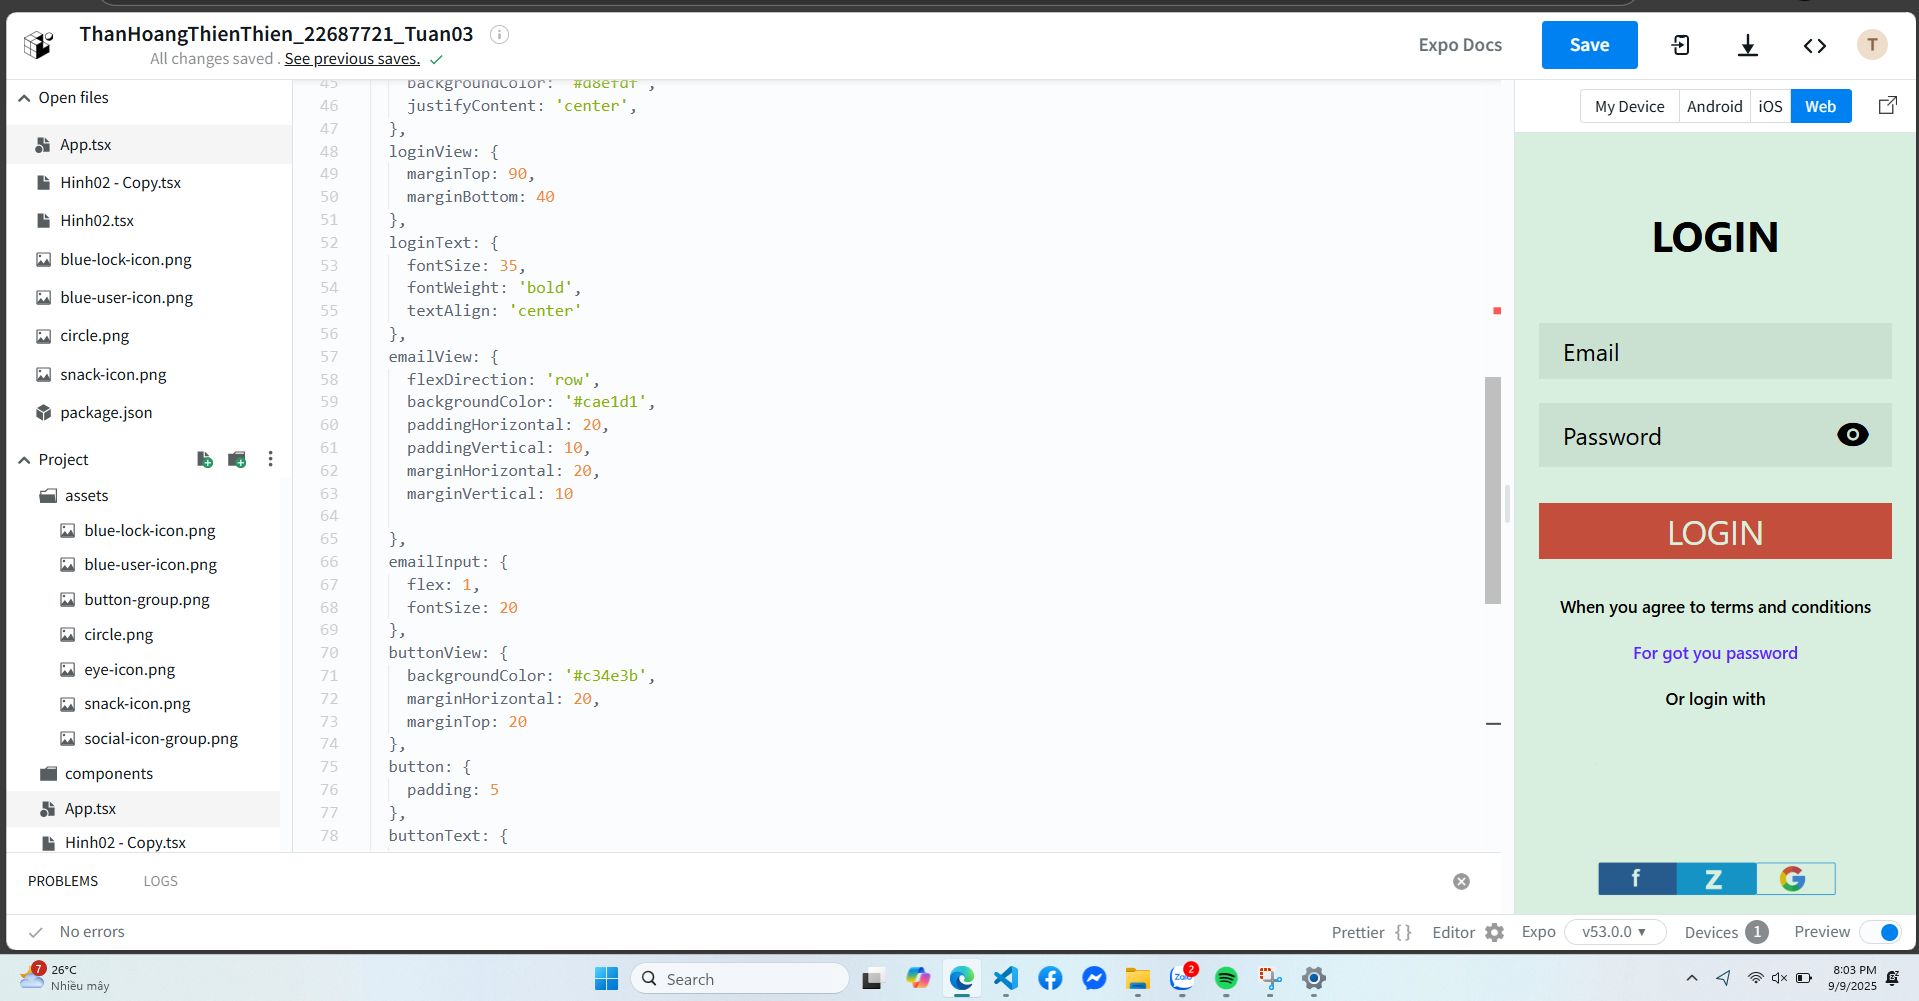 ThanHoangThienThien_22687721_Tuan03
All changes saved . See previous saves.
Expo Docs
Save
T
Open files
App.tsx
Hinh02 - Copy.tsx
Hinh02.tsx
blue-lock-icon.png
blue-user-icon.png
circle.png
snack-icon.png
package.json
Project
assets
blue-lock-icon.png
blue-user-icon.png
button-group.png
circle.png
eye-icon.png
snack-icon.png
social-icon-group.png
components
App.tsx
Hinh02 - Copy.tsx
45 backgroundColor: '#d8efdf',
46 justifyContent: 'center',
47 },
48 loginView: {
49 marginTop: 90,
50 marginBottom: 40
51 },
52 loginText: {
53 fontSize: 35,
54 fontWeight: 'bold',
55 textAlign: 'center'
56 },
57 emailView: {
58 flexDirection: 'row',
59 backgroundColor: '#cae1d1',
60 paddingHorizontal: 20,
61 paddingVertical: 10,
62 marginHorizontal: 20,
63 marginVertical: 10
64
65 },
66 emailInput: {
67 flex: 1,
68 fontSize: 20
69 },
70 buttonView: {
71 backgroundColor: '#c34e3b',
72 marginHorizontal: 20,
73 marginTop: 20
74 },
75 button: {
76 padding: 5
77 },
78 buttonText: {
My Device Android iOS Web
LOGIN
Email
Password
LOGIN
When you agree to terms and conditions
For got you password
Or login with
f Z G
PROBLEMS LOGS
No errors
Prettier { } Editor Expo v53.0.0 Devices 1 Preview
7
26°C
Nhiều mây
Search
Zalo
2
8:03 PM
9/9/2025